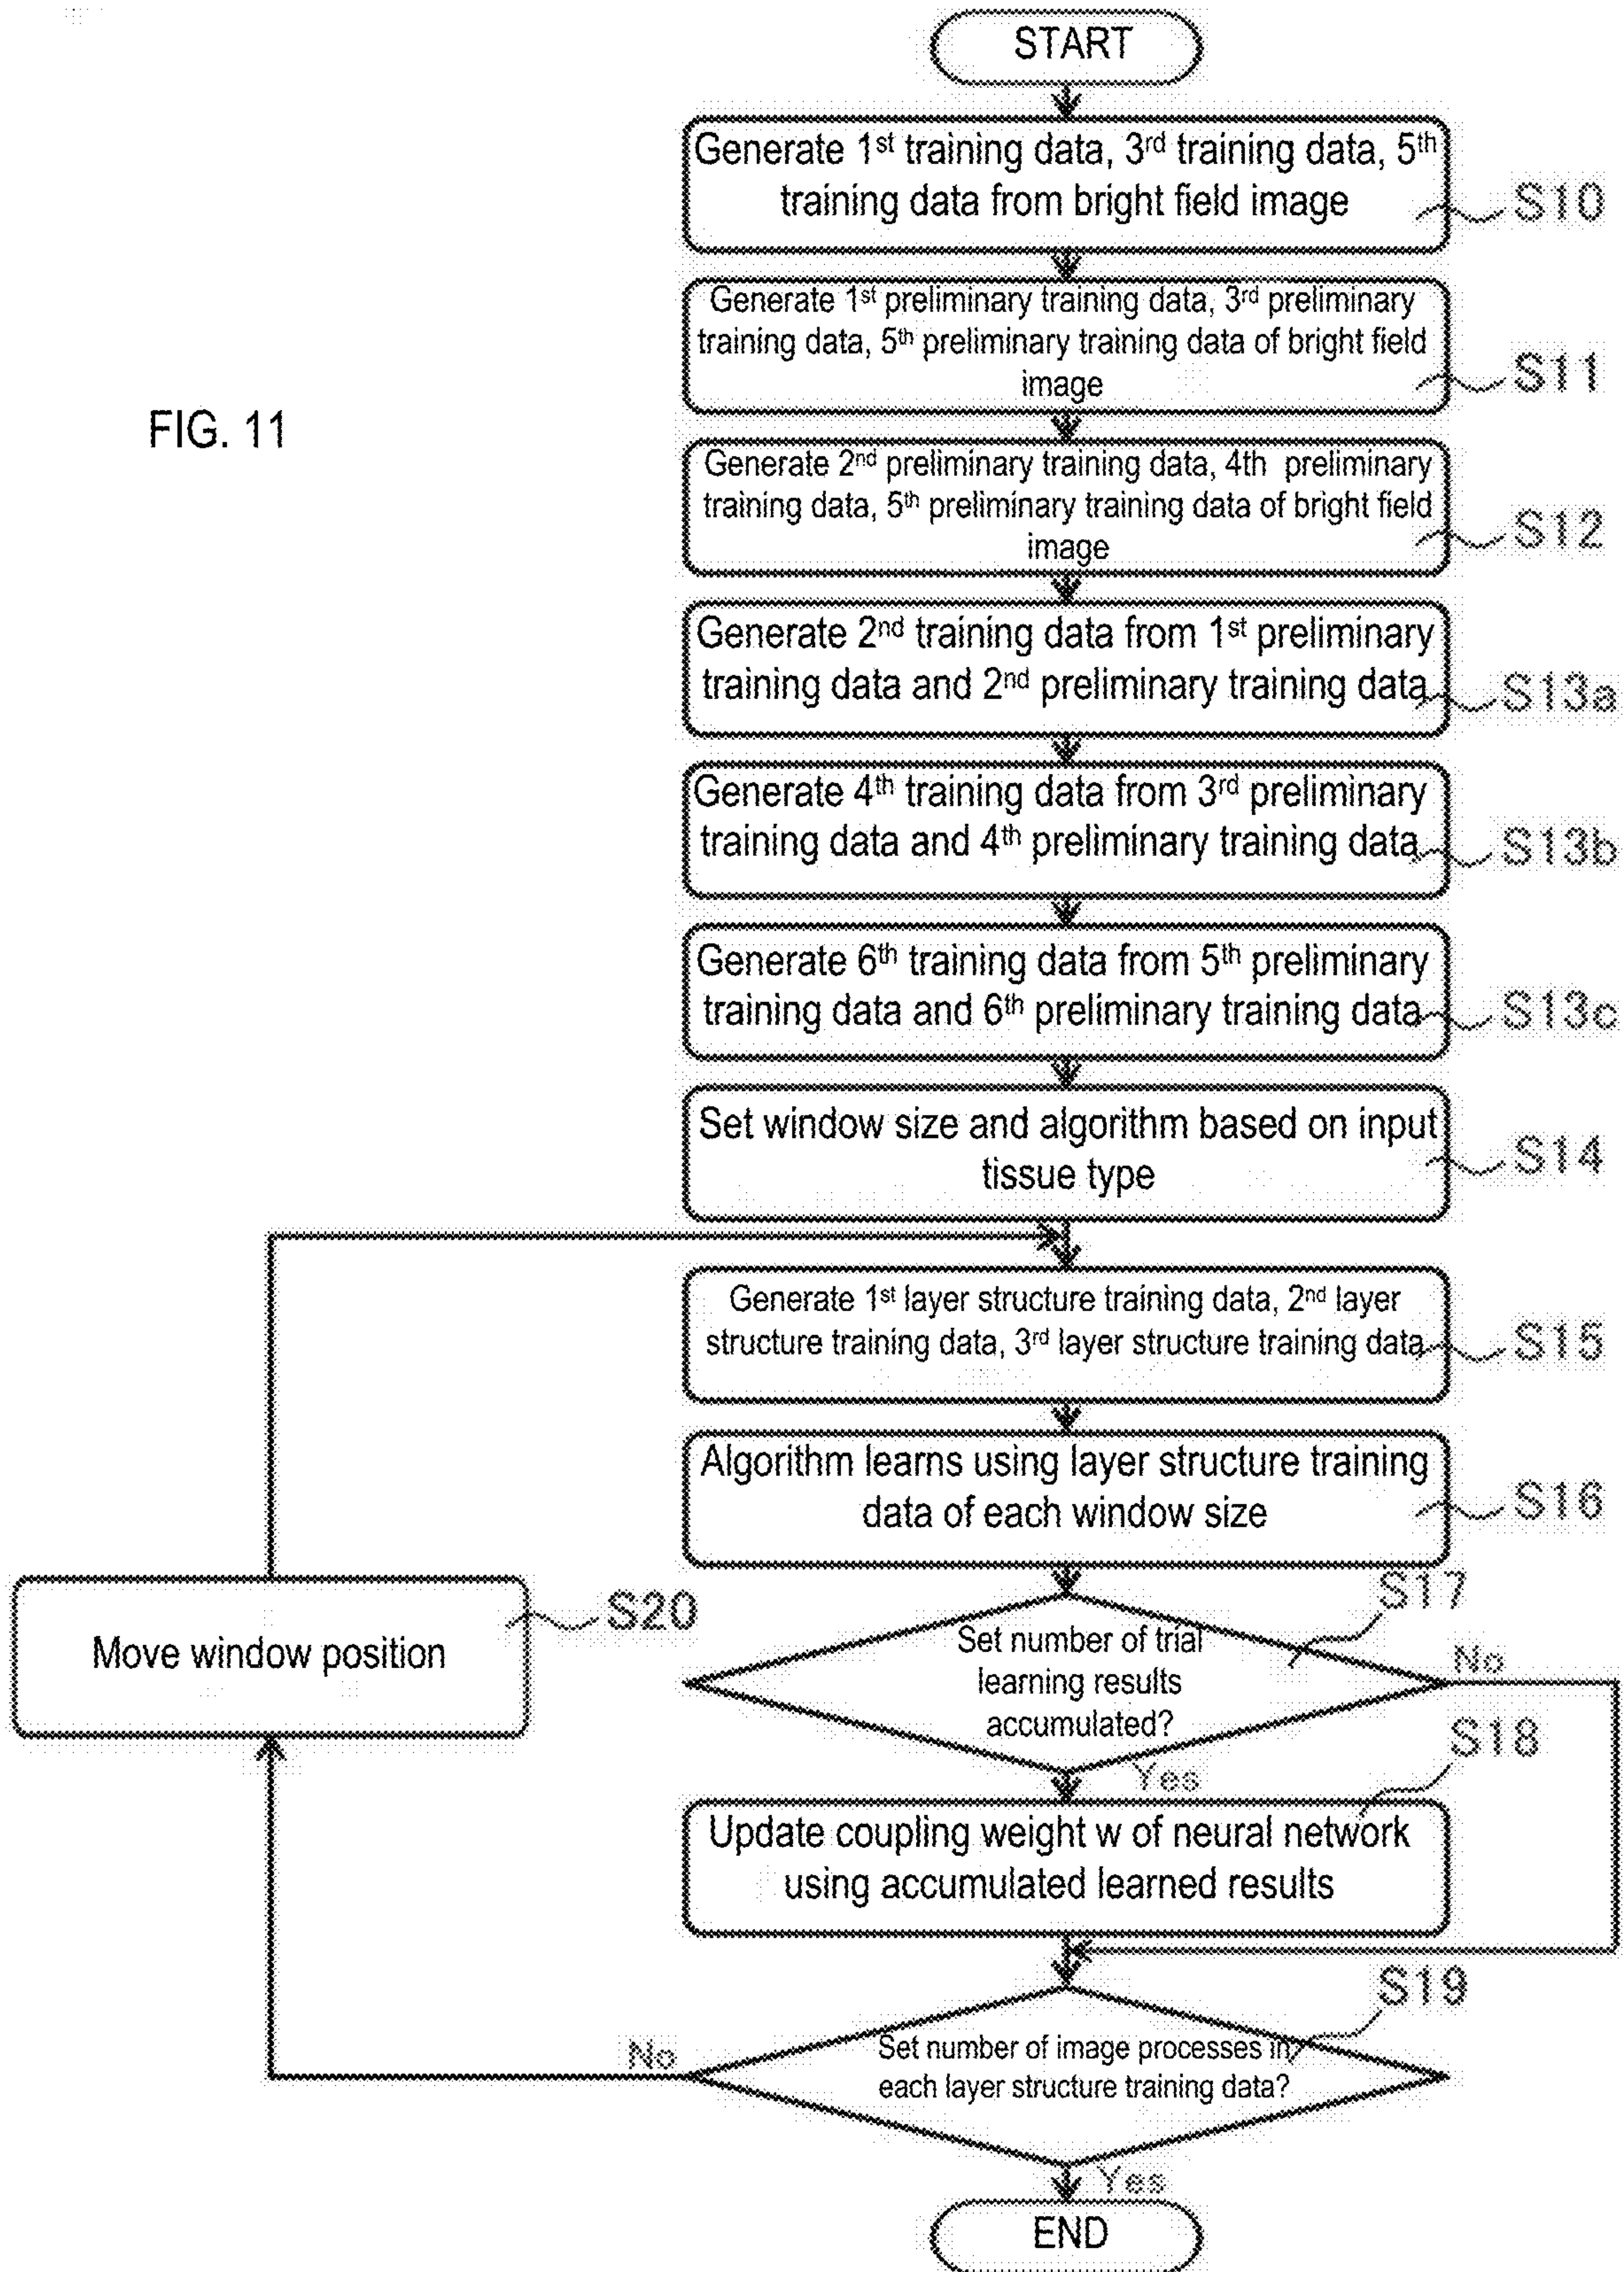 START
Generate 1st training data, 3rd training data, 5th
training data from bright field image
S10
Generate 1st preliminary training data, 3rd preliminary
training data, 5th preliminary training data of bright field
image
S11
FIG. 11
Generate 2nd preliminary training data, 4th preliminary
training data, 5th preliminary training data of bright field
image
S12
Generate 2nd training data from 1st preliminary
training data and 2nd preliminary training data
S13a
Generate 4th training data from 3rd preliminary
training data and 4th preliminary training data
S13b
Generate 6th training data from 5th preliminary
training data and 6th preliminary training data
S13c
Set window size and algorithm based on input
tissue type
S14
Generate 1st layer structure training data, 2nd layer
structure training data, 3rd layer structure training data
S15
Algorithm learns using layer structure training
data of each window size
S16
S17
Set number of trial
learning results
accumulated?
No
Yes
S20
Move window position
S18
Update coupling weight w of neural network
using accumulated learned results
S19
Set number of image processes in
each layer structure training data?
No
Yes
END